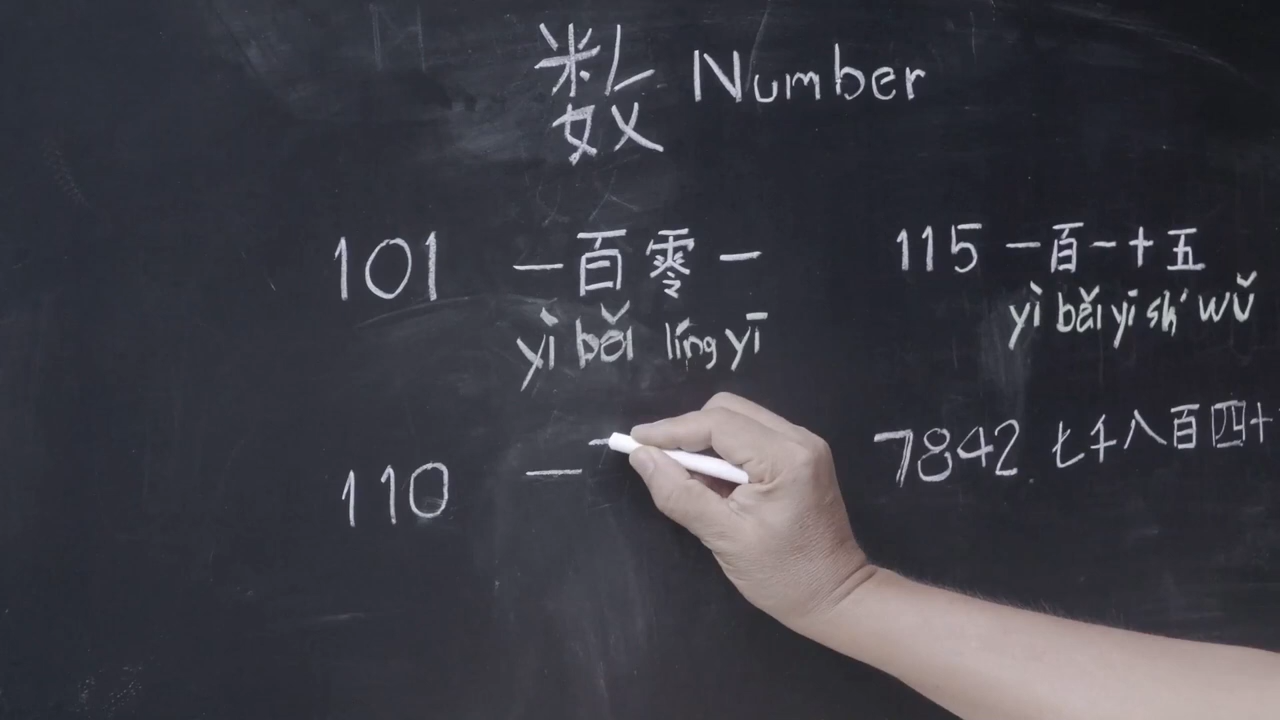 数 Number
101 一百零一
yì bǎi líng yī
110 一
115 一百一十五
yì bǎi yī shí wǔ
7842 七千八百四十